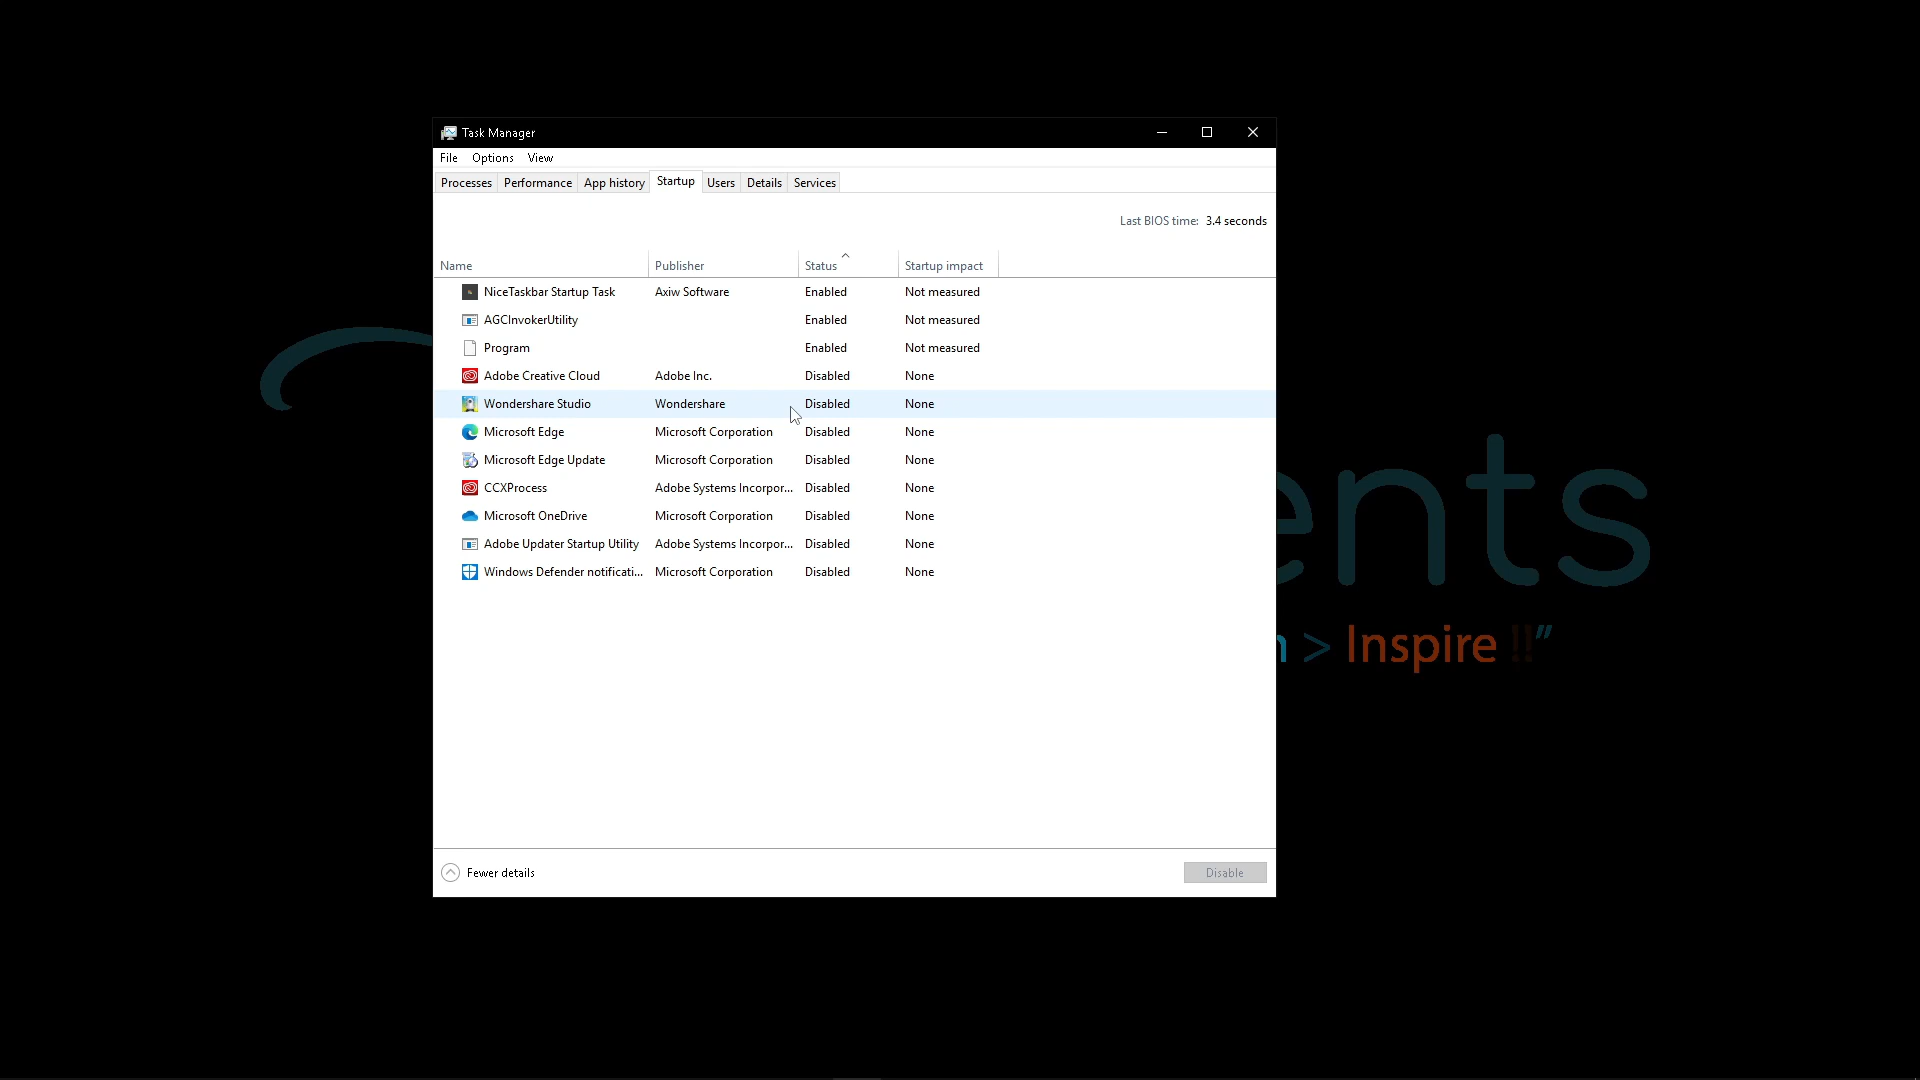 Task Manager
File Options View
Processes Performance App history Startup Users Details Services
Last BIOS time: 3.4 seconds
Name Publisher Status Startup impact
NiceTaskbar Startup Task Axiw Software Enabled Not measured
AGCInvokerUtility Enabled Not measured
Program Enabled Not measured
Adobe Creative Cloud Adobe Inc. Disabled None
Wondershare Studio Wondershare Disabled None
Microsoft Edge Microsoft Corporation Disabled None
Microsoft Edge Update Microsoft Corporation Disabled None
CCXProcess Adobe Systems Incorpor... Disabled None
Microsoft OneDrive Microsoft Corporation Disabled None
Adobe Updater Startup Utility Adobe Systems Incorpor... Disabled None
Windows Defender notificati... Microsoft Corporation Disabled None
ents
> Inspire !!”
Fewer details Disable